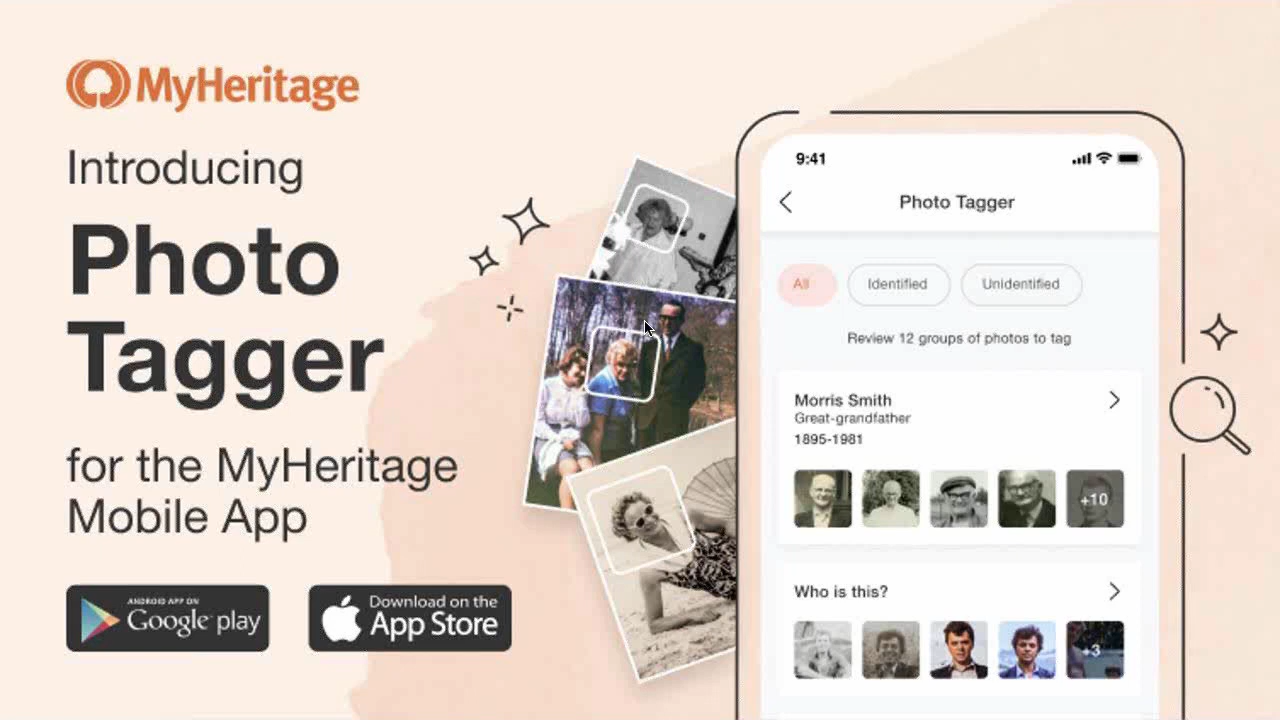 MyHeritage
Introducing
Photo
Tagger
for the MyHeritage
Mobile App
ANDROID APP ON
Google play
Download on the
App Store
9:41
Photo Tagger
All
Identified
Unidentified
Review 12 groups of photos to tag
Morris Smith
Great-grandfather
1895-1981
+10
Who is this?
+3